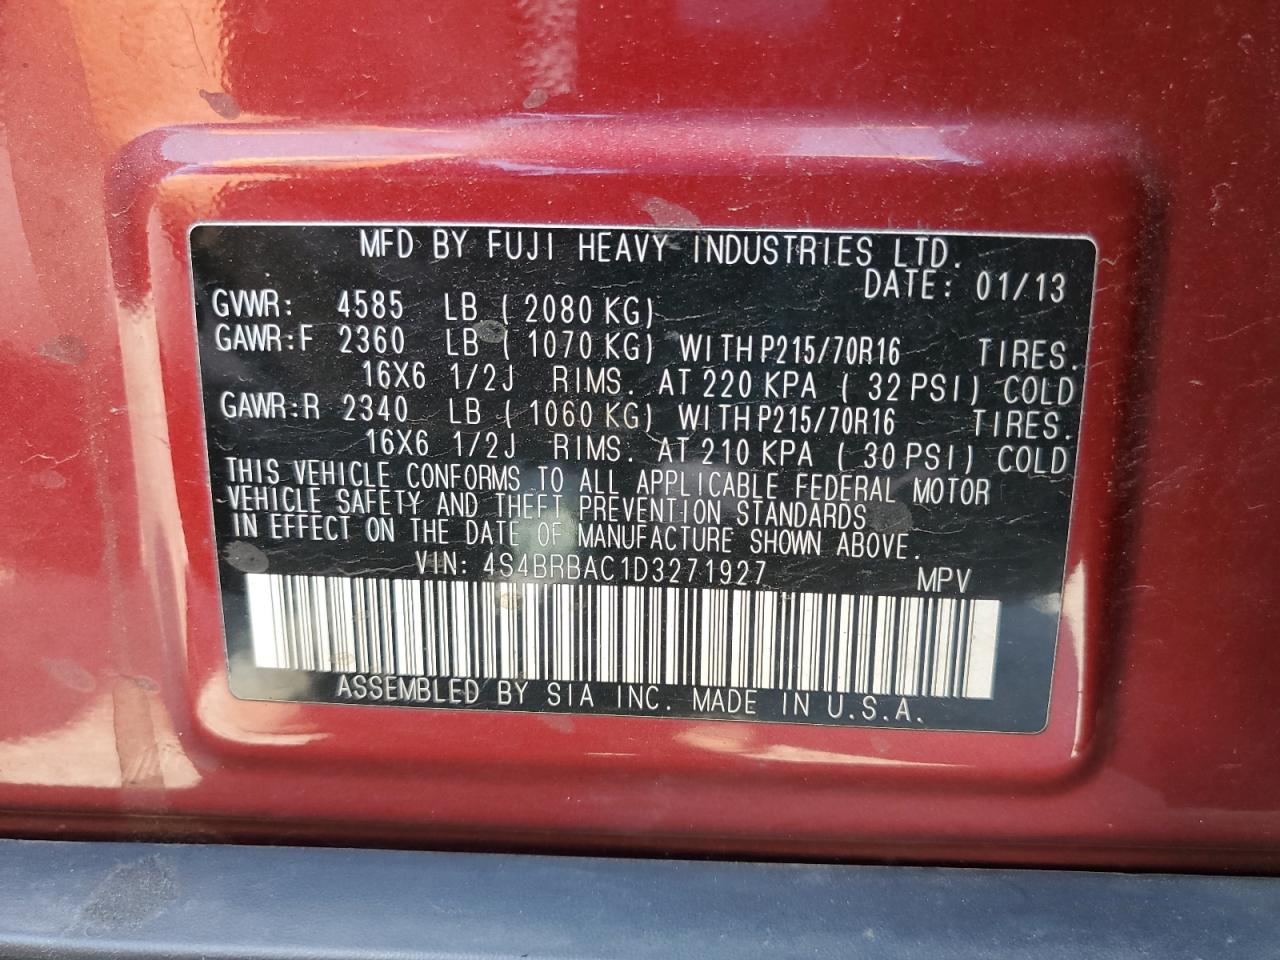 MFD BY FUJI HEAVY INDUSTRIES LTD.
DATE: 01/13
GVWR: 4585 LB ( 2080 KG)
GAWR:F 2360 LB ( 1070 KG) WITH P215/70R16 TIRES.
16X6 1/2J RIMS. AT 220 KPA ( 32 PSI) COLD
GAWR:R 2340 LB ( 1060 KG) WITH P215/70R16 TIRES.
16X6 1/2J RIMS. AT 210 KPA ( 30 PSI) COLD
THIS VEHICLE CONFORMS TO ALL APPLICABLE FEDERAL MOTOR
VEHICLE SAFETY AND THEFT PREVENTION STANDARDS
IN EFFECT ON THE DATE OF MANUFACTURE SHOWN ABOVE.
VIN: 4S4BRBAC1D3271927 MPV
ASSEMBLED BY SIA INC. MADE IN U.S.A.